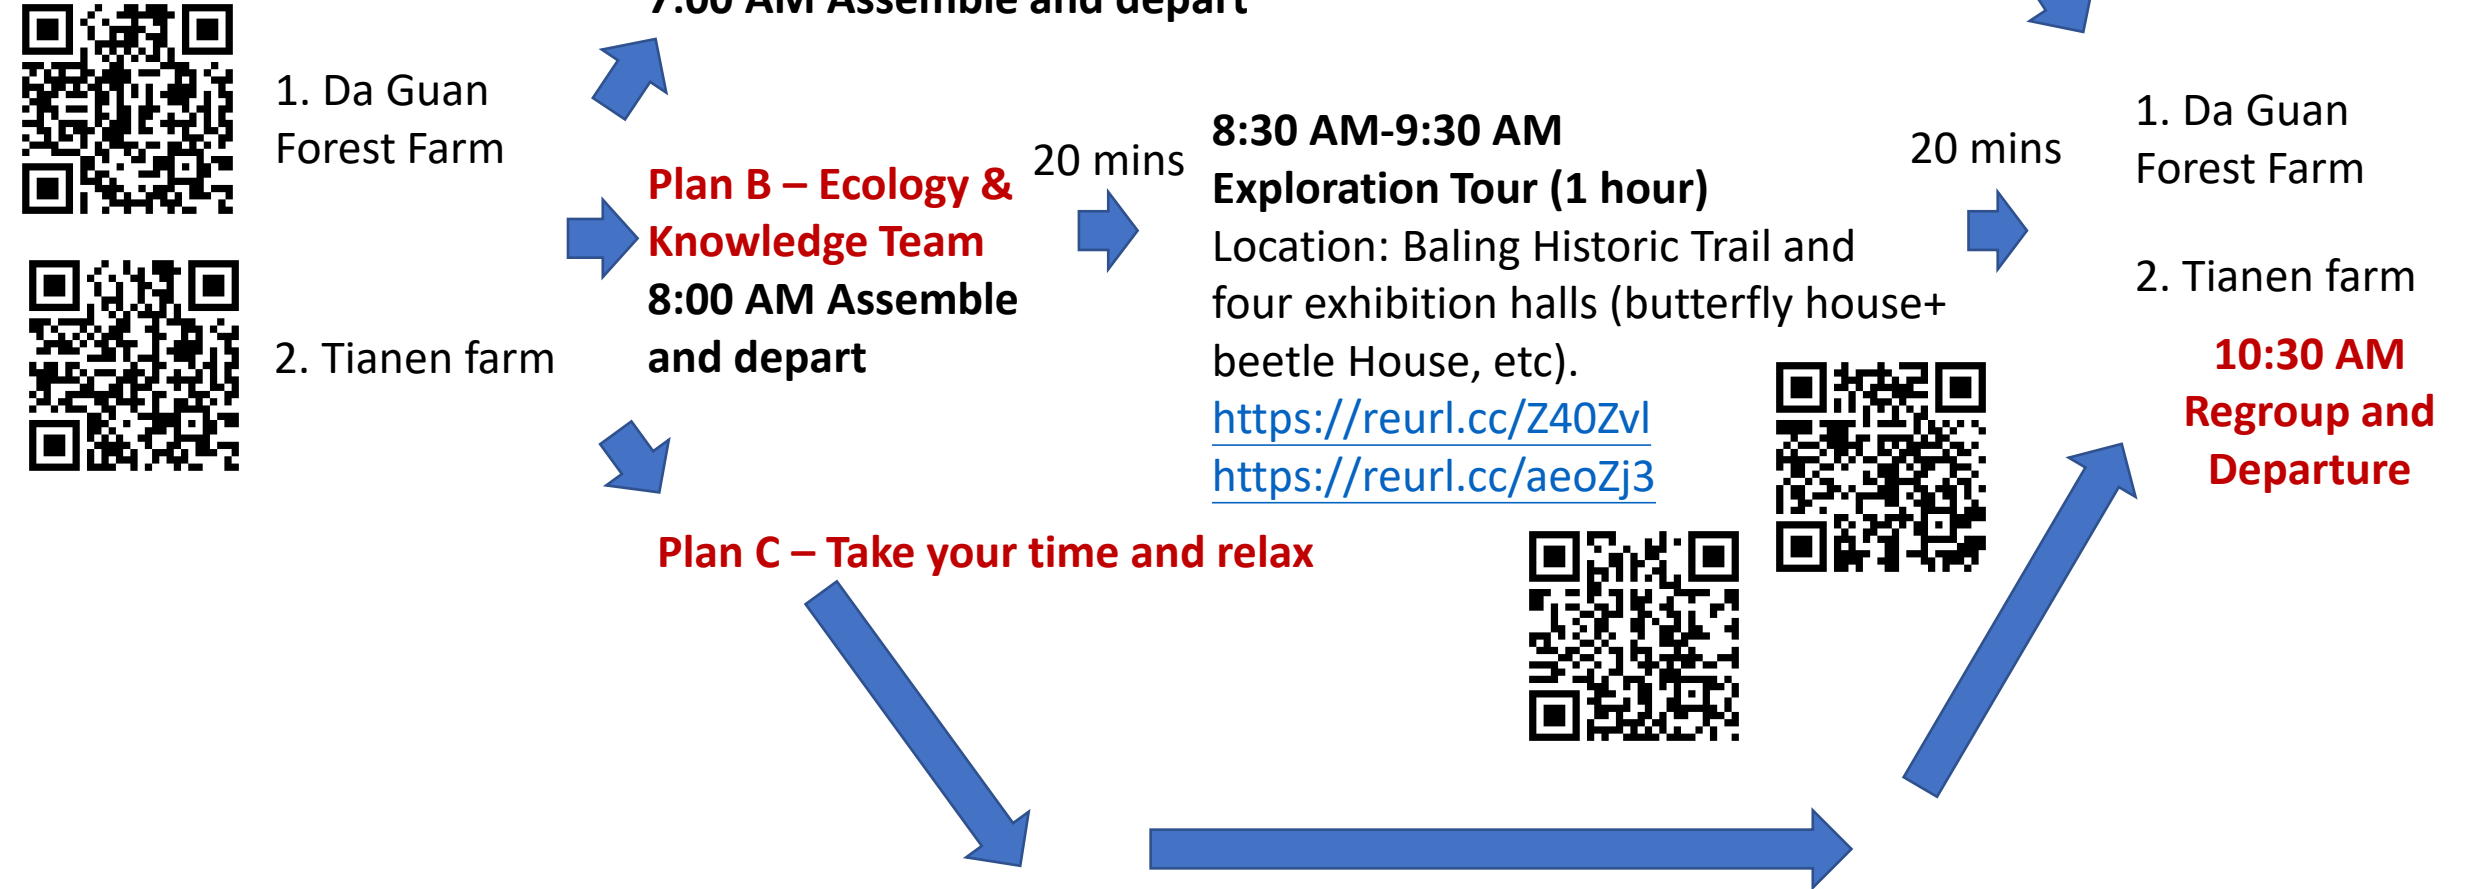 7:00 AM Assemble and depart
1. Da Guan
Forest Farm
2. Tianen farm
Plan B – Ecology &
Knowledge Team
8:00 AM Assemble
and depart
20 mins
8:30 AM-9:30 AM
Exploration Tour (1 hour)
Location: Baling Historic Trail and
four exhibition halls (butterfly house+
beetle House, etc).
https://reurl.cc/Z40Zvl
https://reurl.cc/aeoZj3
20 mins
1. Da Guan
Forest Farm
2. Tianen farm
10:30 AM
Regroup and
Departure
Plan C – Take your time and relax